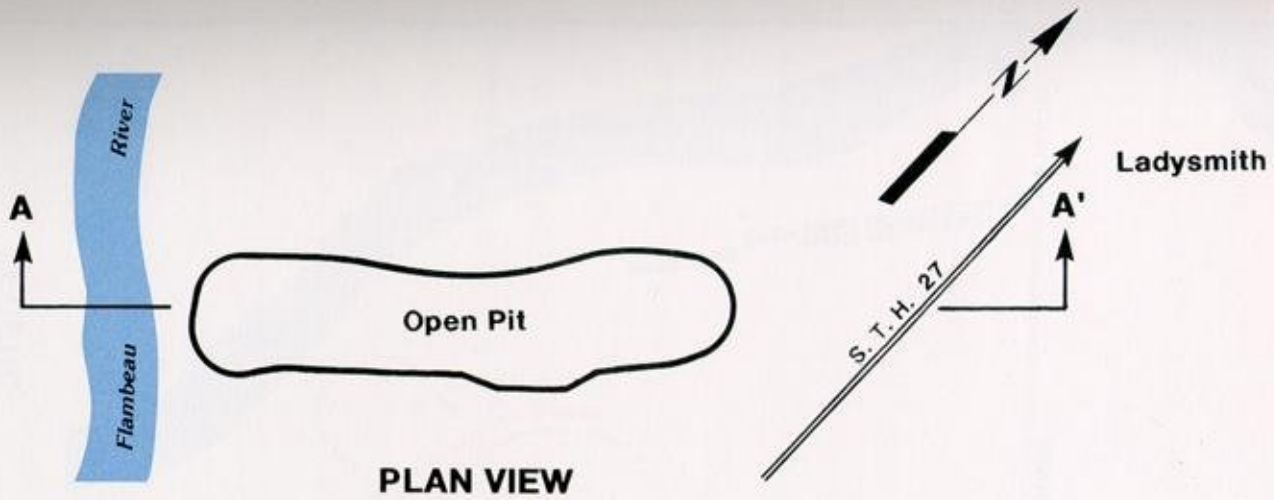 N
River
Ladysmith
A
A'
S. T. H. 27
Open Pit
Flambeau
PLAN VIEW